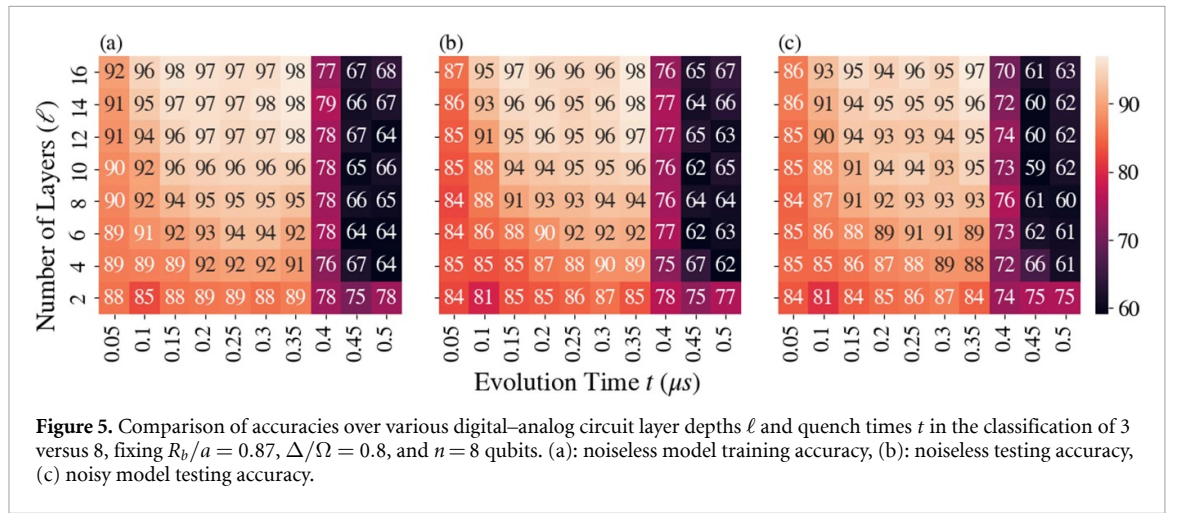 (a) (b) (c)
Number of Layers (ℓ)
16 92 96 98 97 97 97 98 77 67 68 87 95 97 96 96 96 98 76 65 67 86 93 95 94 96 95 97 70 61 63
14 91 95 97 97 97 98 98 79 66 67 86 93 96 96 95 96 98 77 64 66 86 91 94 95 95 95 96 72 60 62
12 91 94 96 97 97 97 98 78 67 64 85 91 95 96 95 96 97 77 65 63 85 90 94 93 93 94 95 74 60 62
10 90 92 96 96 96 96 96 78 65 66 85 88 94 94 95 95 96 76 62 65 85 88 91 94 94 93 95 73 59 62
8 90 92 94 95 95 95 95 78 66 65 84 88 91 93 93 94 94 76 64 64 84 87 91 92 93 93 93 76 61 60
6 89 91 92 93 94 94 92 78 64 64 84 86 88 90 92 92 92 77 62 63 85 86 88 89 91 91 89 73 62 61
4 89 89 89 92 92 92 91 76 67 64 85 85 85 87 88 90 89 75 67 62 85 85 86 87 88 89 88 72 66 61
2 88 85 88 89 89 88 89 78 75 78 84 81 85 85 86 87 85 78 75 77 84 81 84 85 86 87 84 74 75 75
0.05 0.1 0.15 0.2 0.25 0.3 0.35 0.4 0.45 0.5 0.05 0.1 0.15 0.2 0.25 0.3 0.35 0.4 0.45 0.5 0.05 0.1 0.15 0.2 0.25 0.3 0.35 0.4 0.45 0.5
90
80
70
60
Evolution Time t (μs)
Figure 5. Comparison of accuracies over various digital–analog circuit layer depths ℓ and quench times t in the classification of 3
versus 8, fixing R_b/a = 0.87, Δ/Ω = 0.8, and n = 8 qubits. (a): noiseless model training accuracy, (b): noiseless testing accuracy,
(c) noisy model testing accuracy.